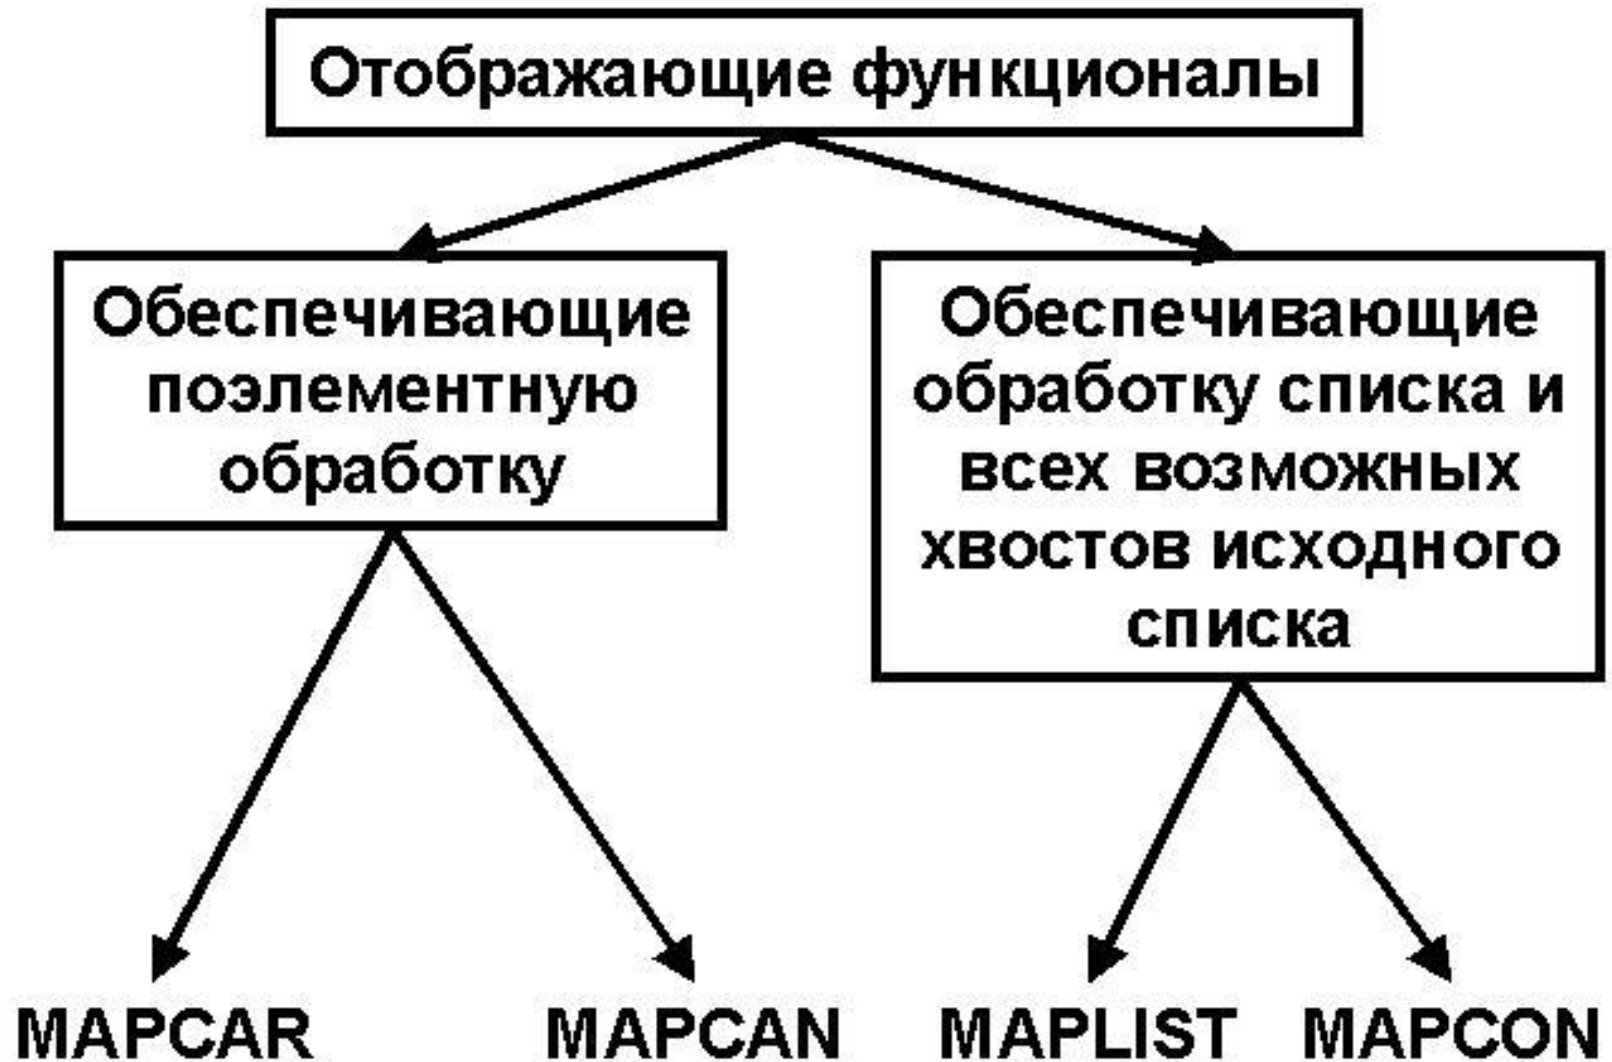 Отображающие функционалы
Обеспечивающие
поэлементную
обработку
Обеспечивающие
обработку списка и
всех возможных
хвостов исходного
списка
MAPCAR
MAPCAN
MAPLIST
MAPCON